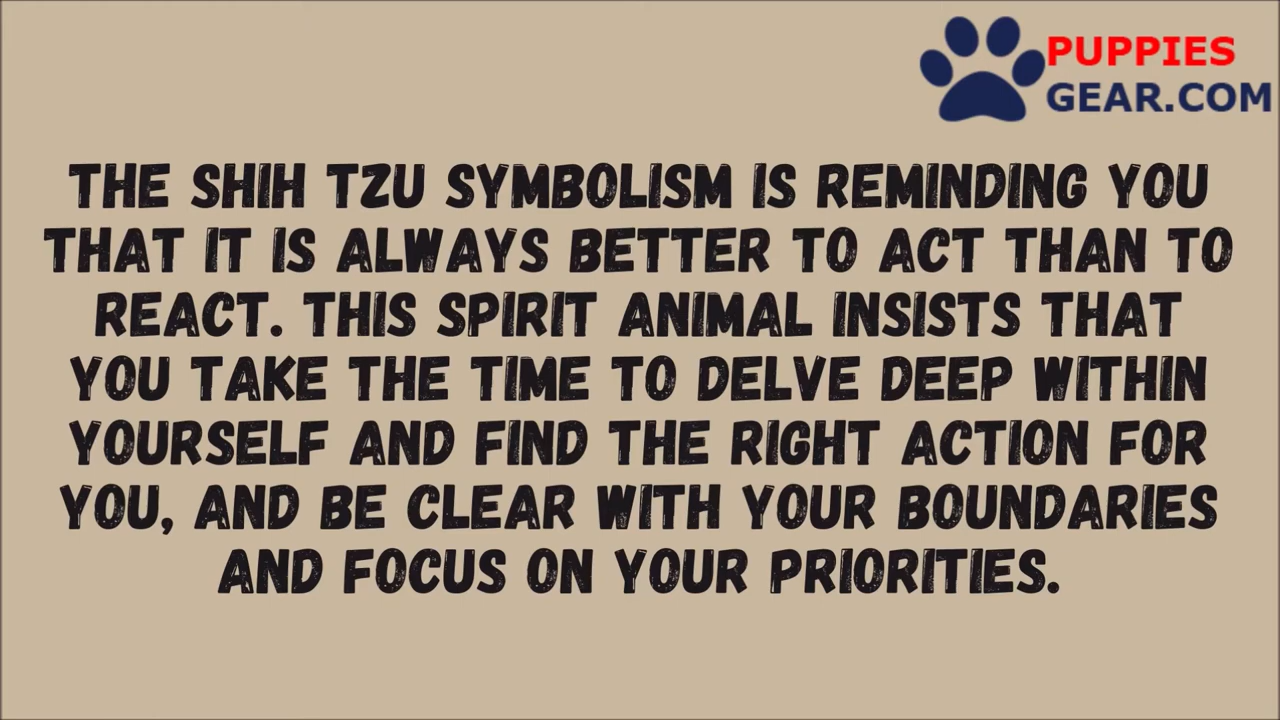 PUPPIES
GEAR.COM
THE SHIH TZU SYMBOLISM IS REMINDING YOU
THAT IT IS ALWAYS BETTER TO ACT THAN TO
REACT. THIS SPIRIT ANIMAL INSISTS THAT
YOU TAKE THE TIME TO DELVE DEEP WITHIN
YOURSELF AND FIND THE RIGHT ACTION FOR
YOU, AND BE CLEAR WITH YOUR BOUNDARIES
AND FOCUS ON YOUR PRIORITIES.